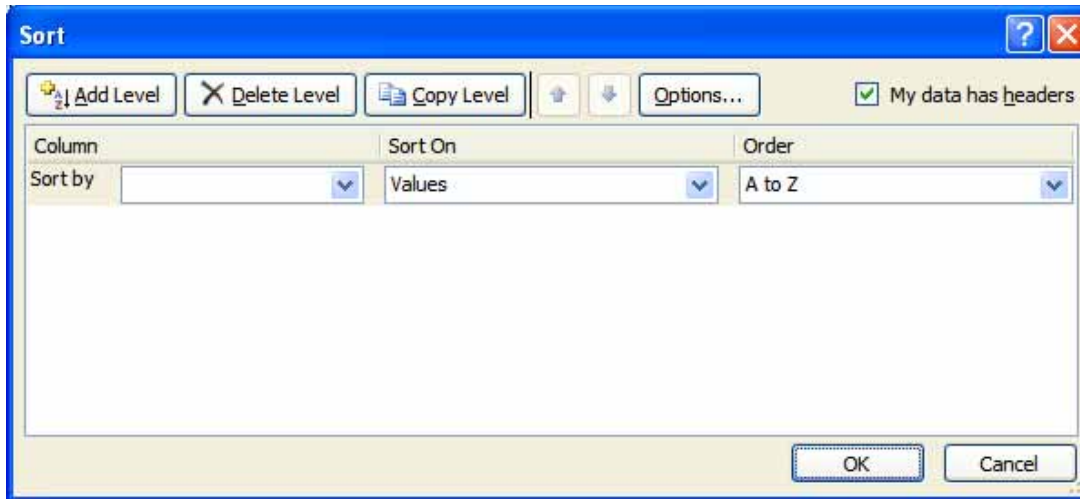 Sort
Add Level Delete Level Copy Level Options... My data has headers
Column Sort On Order
Sort by Values A to Z
OK Cancel